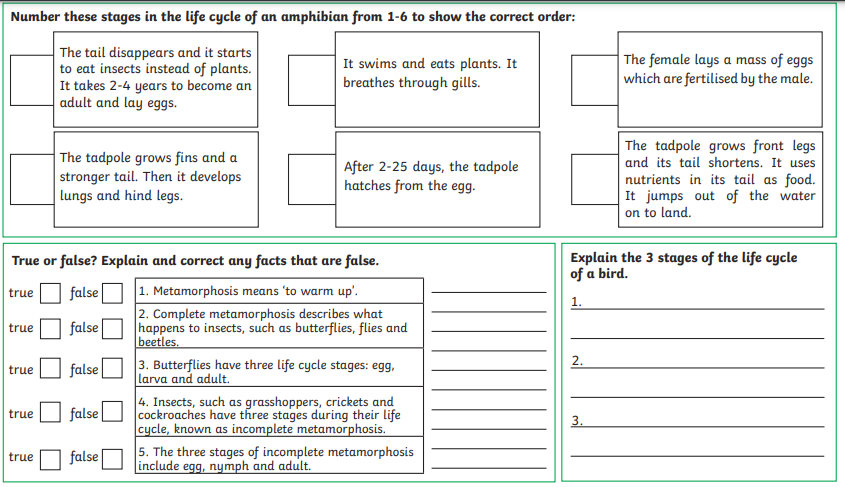 Number these stages in the life cycle of an amphibian from 1-6 to show the correct order:
The tail disappears and it starts
to eat insects instead of plants.
It takes 2-4 years to become an
adult and lay eggs.
It swims and eats plants. It
breathes through gills.
The female lays a mass of eggs
which are fertilised by the male.
The tadpole grows fins and a
stronger tail. Then it develops
lungs and hind legs.
After 2-25 days, the tadpole
hatches from the egg.
The tadpole grows front legs
and its tail shortens. It uses
nutrients in its tail as food.
It jumps out of the water
on to land.
True or false? Explain and correct any facts that are false.
true false 1. Metamorphosis means ‘to warm up’.
true false 2. Complete metamorphosis describes what
happens to insects, such as butterflies, flies and
beetles.
true false 3. Butterflies have three life cycle stages: egg,
larva and adult.
true false 4. Insects, such as grasshoppers, crickets and
cockroaches have three stages during their life
cycle, known as incomplete metamorphosis.
true false 5. The three stages of incomplete metamorphosis
include egg, nymph and adult.
Explain the 3 stages of the life cycle
of a bird.
1.
2.
3.